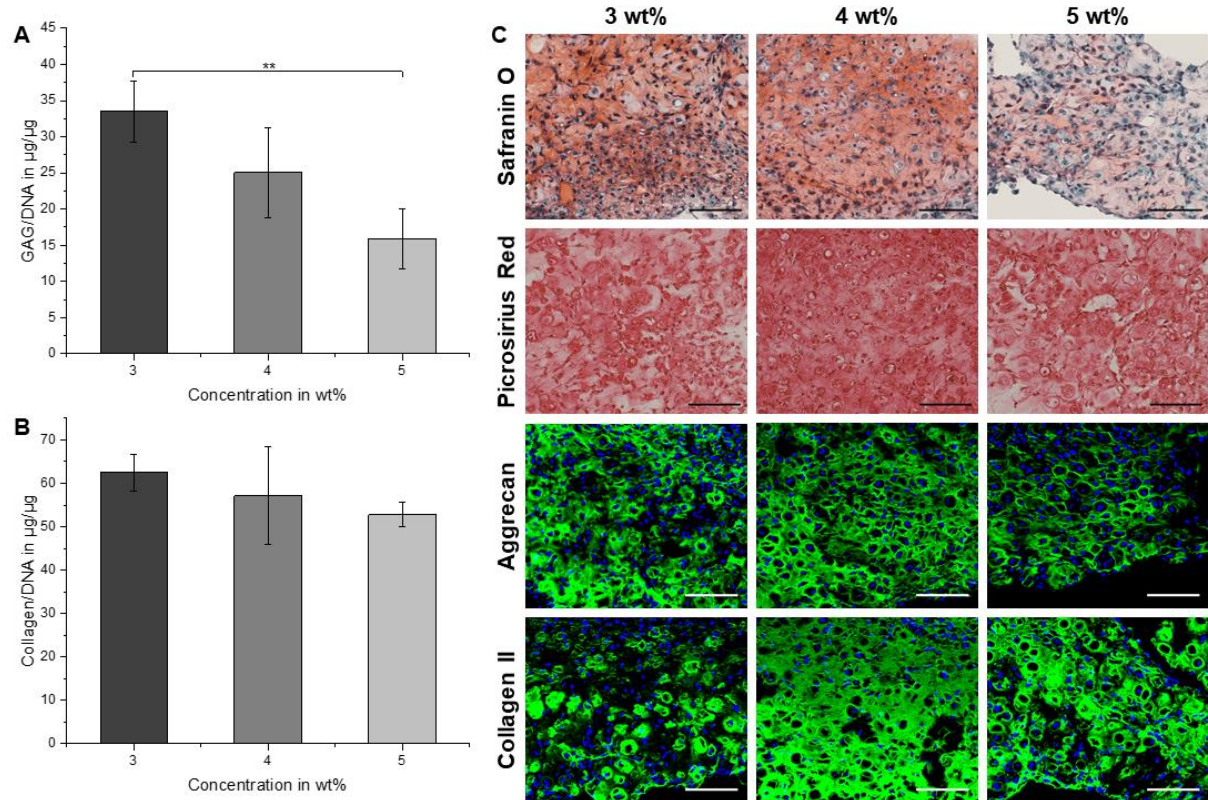 A
GAG/DNA in µg/µg
45
40
35
30
25
20
15
10
5
0
**
3 4 5
Concentration in wt%
B
Collagen/DNA in µg/µg
70
60
50
40
30
20
10
0
3 4 5
Concentration in wt%
C
3 wt% 4 wt% 5 wt%
Safranin O
Picrosirius Red
Aggrecan
Collagen II